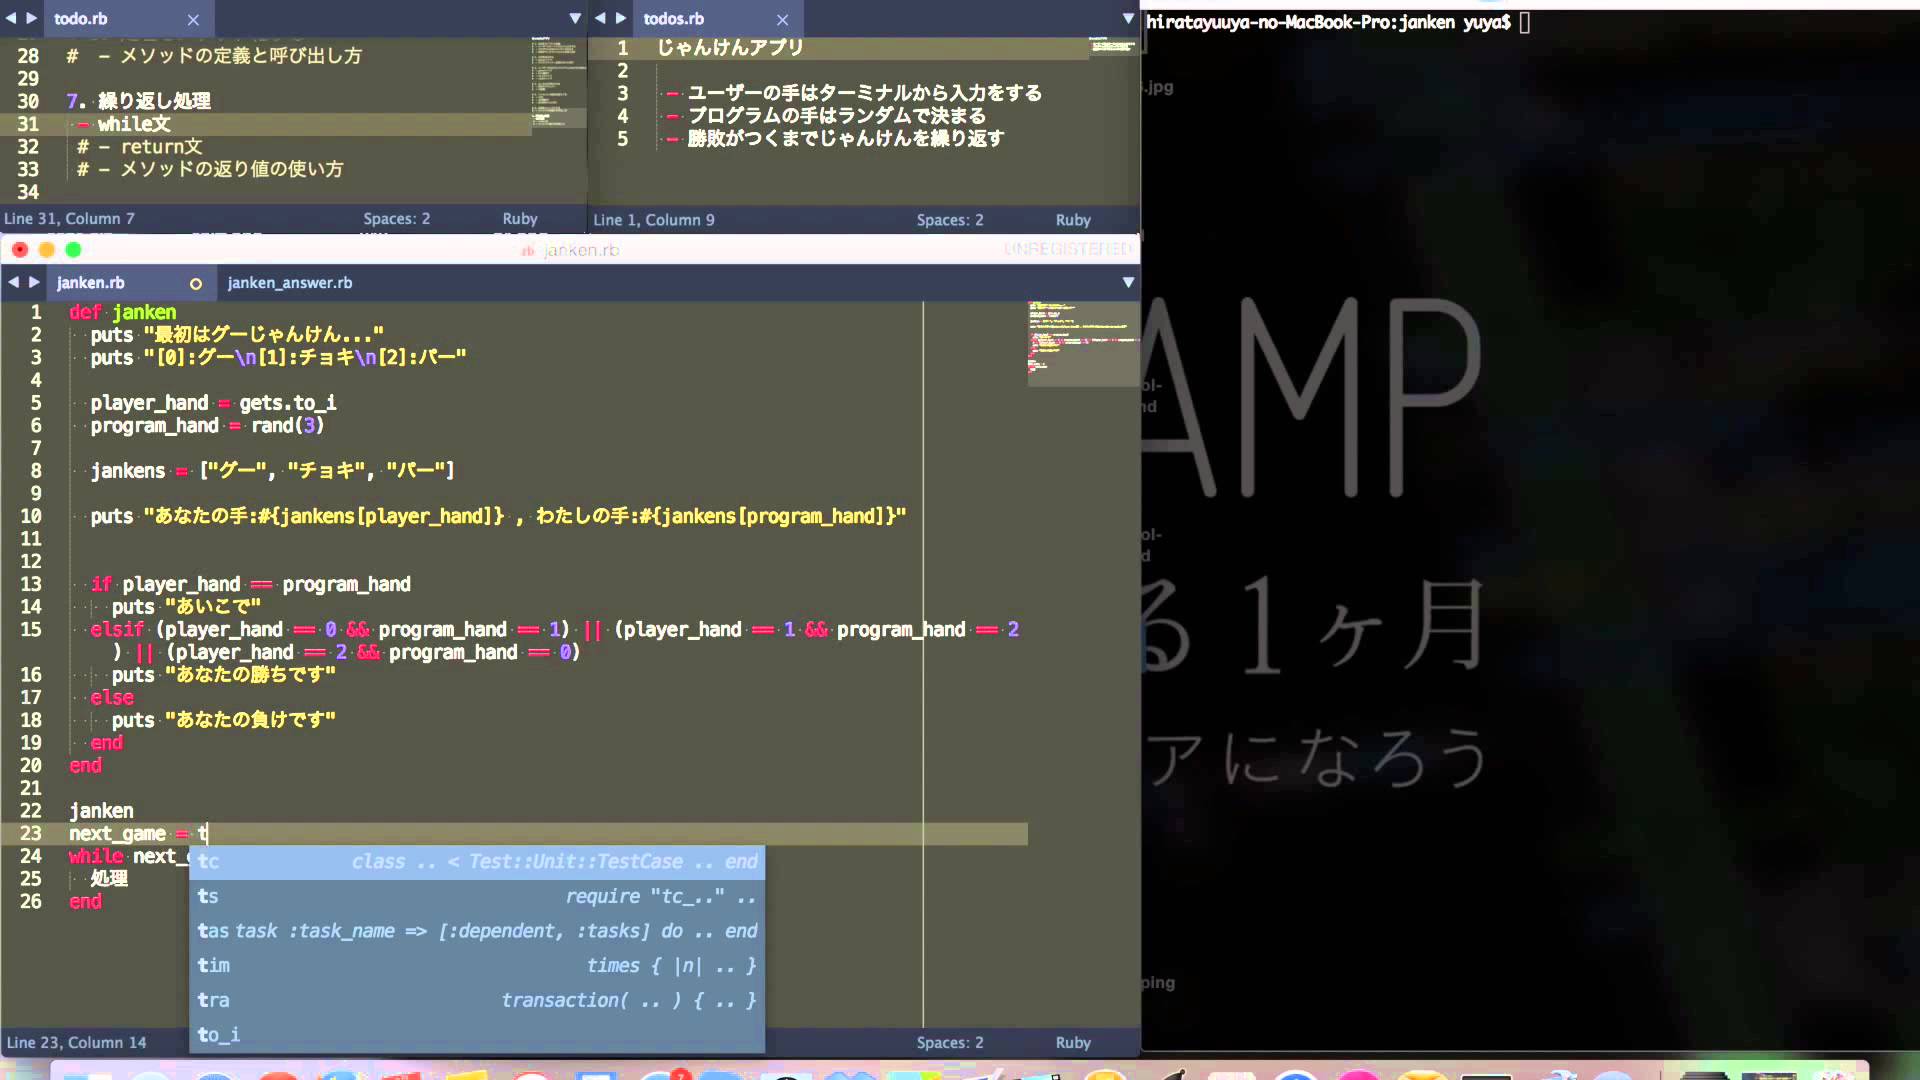 todo.rb
28 # - メソッドの定義と呼び出し方
29
30 7. 繰り返し処理
31 - while文
32 # - return文
33 # - メソッドの返り値の使い方
34
Line 31, Column 7 Spaces: 2 Ruby
todos.rb
1 じゃんけんアプリ
2
3 - ユーザーの手はターミナルから入力をする
4 - プログラムの手はランダムで決まる
5 - 勝敗がつくまでじゃんけんを繰り返す
Line 1, Column 9 Spaces: 2 Ruby
hiratayuuya-no-MacBook-Pro:janken yuya$
.jpg
janken.rb UNREGISTERED
janken.rb janken_answer.rb
1 def janken
2 puts "最初はグーじゃんけん..."
3 puts "[0]:グー\n[1]:チョキ\n[2]:パー"
4
5 player_hand = gets.to_i
6 program_hand = rand(3)
7
8 jankens = ["グー", "チョキ", "パー"]
9
10 puts "あなたの手:#{jankens[player_hand]} , わたしの手:#{jankens[program_hand]}"
11
12
13 if player_hand == program_hand
14 puts "あいこで"
15 elsif (player_hand == 0 && program_hand == 1) || (player_hand == 1 && program_hand == 2
) || (player_hand == 2 && program_hand == 0)
16 puts "あなたの勝ちです"
17 else
18 puts "あなたの負けです"
19 end
20 end
21
22 janken
23 next_game = t
24 while next_
25 処理
26 end
tc class .. < Test::Unit::TestCase .. end
ts require "tc_.." ..
tas task :task_name => [:dependent, :tasks] do .. end
tim times { |n| .. }
tra transaction( .. ) { .. }
to_i
Line 23, Column 14 Spaces: 2 Ruby
AMP
ol-
nd
ol-
d
る1ヶ月
アになろう
ping